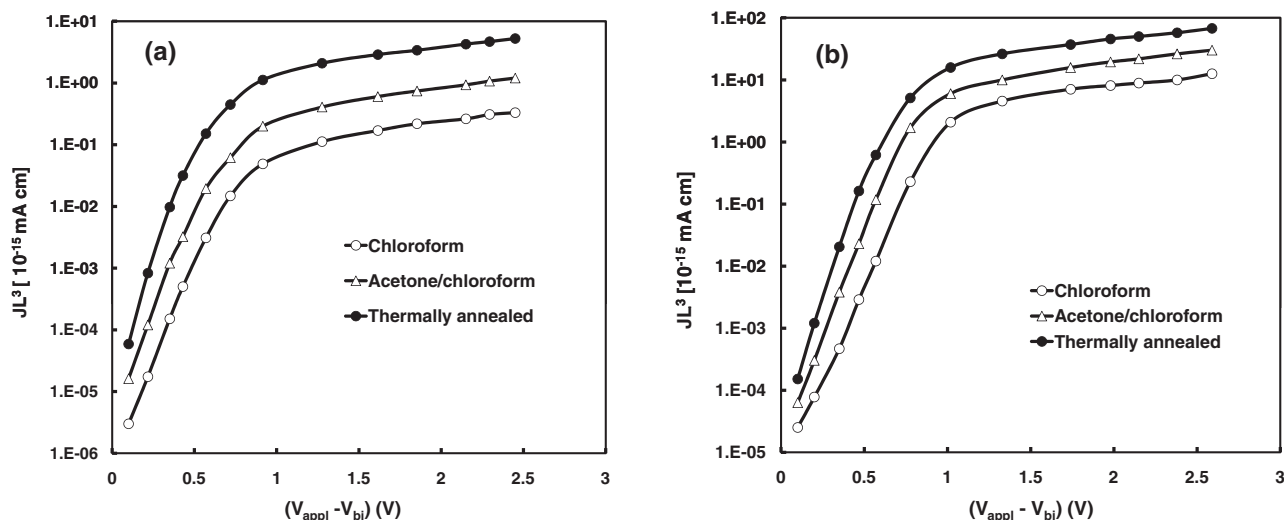 (a)
1.E+01
1.E+00
1.E-01
1.E-02
1.E-03
1.E-04
1.E-05
1.E-06
JL³ [ 10⁻¹⁵ mA cm]
Chloroform
Acetone/chloroform
Thermally annealed
0 0.5 1 1.5 2 2.5 3
(Vappl -Vbi) (V)
(b)
1.E+02
1.E+01
1.E+00
1.E-01
1.E-02
1.E-03
1.E-04
1.E-05
JL³ [10⁻¹⁵ mA cm]
Chloroform
Acetone/chloroform
Thermally annealed
0 0.5 1 1.5 2 2.5 3
(Vappl - Vbi) (V)